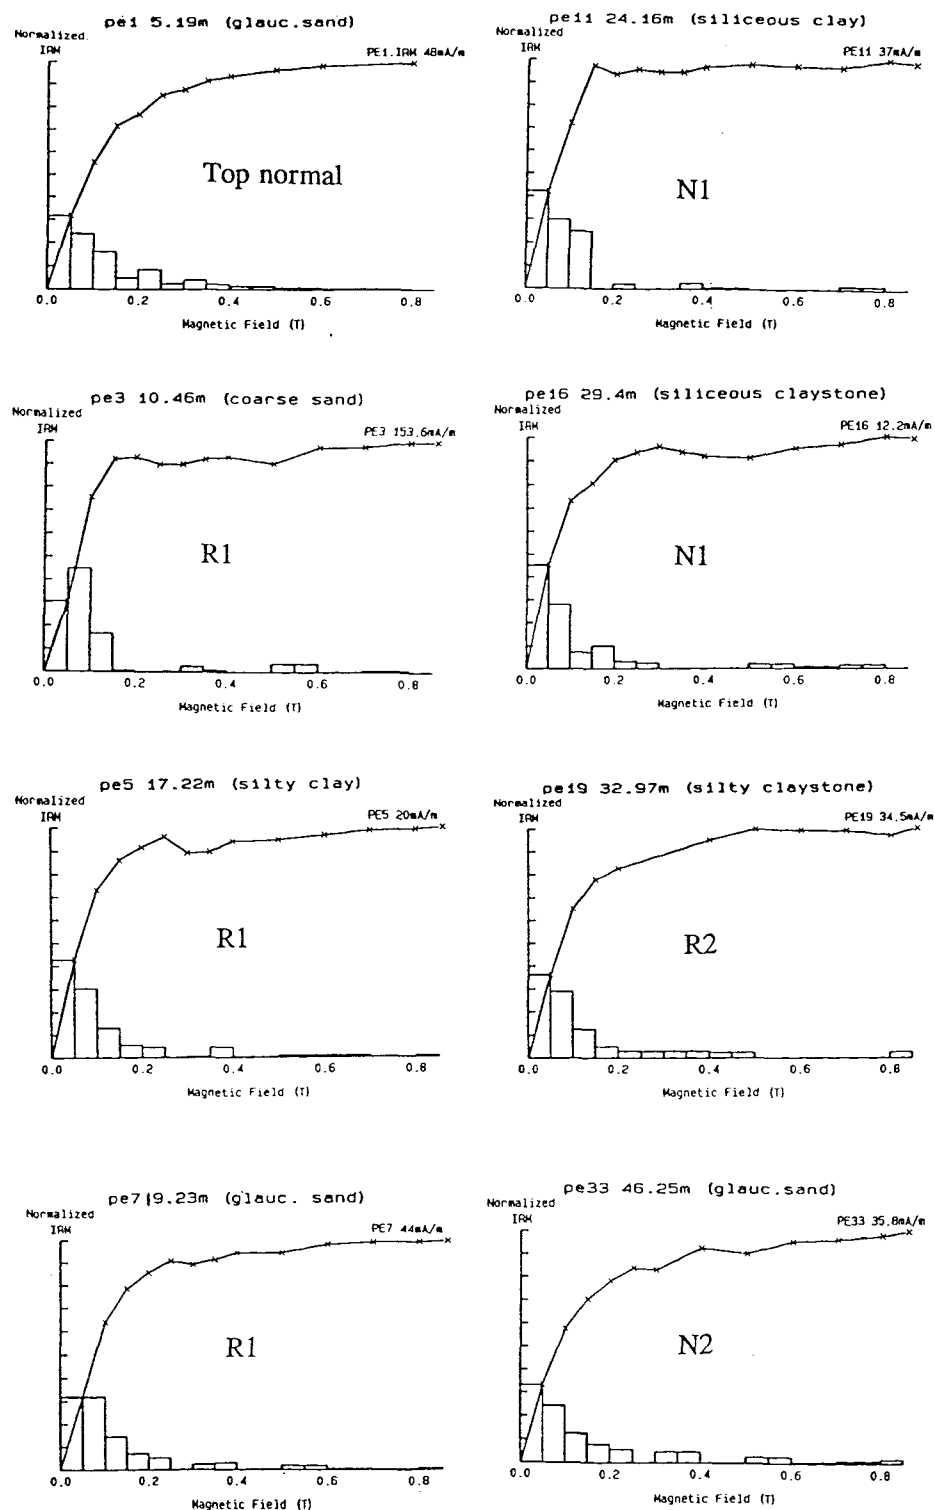 pe1 5.19m (glauc.sand)
Normalized
IRM
PE1.IRM 48mA/m
Top normal
0.0 0.2 0.4 0.6 0.8
Magnetic Field (T)
pe11 24.16m (siliceous clay)
Normalized
IRM
PE11 37mA/m
N1
0.0 0.2 0.4 0.6 0.8
Magnetic Field (T)
pe3 10.46m (coarse sand)
Normalized
IRM
PE3 153.6mA/m
R1
0.0 0.2 0.4 0.6 0.8
Magnetic Field (T)
pe16 29.4m (siliceous claystone)
Normalized
IRM
PE16 12.2mA/m
N1
0.0 0.2 0.4 0.6 0.8
Magnetic Field (T)
pe5 17.22m (silty clay)
Normalized
IRM
PE5 20mA/m
R1
0.0 0.2 0.4 0.6 0.8
Magnetic Field (T)
pe19 32.97m (silty claystone)
Normalized
IRM
PE19 34.5mA/m
R2
0.0 0.2 0.4 0.6 0.8
Magnetic Field (T)
pe7 (glauc. sand)
Normalized
IRM
PE7 44mA/m
R1
0.0 0.2 0.4 0.6 0.8
Magnetic Field (T)
pe33 46.25m (glauc.sand)
Normalized
IRM
PE33 35.8mA/m
N2
0.0 0.2 0.4 0.6 0.8
Magnetic Field (T)